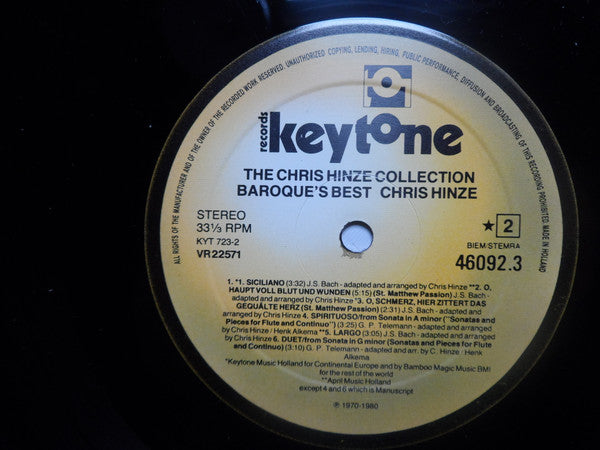 ALL RIGHTS OF THE MANUFACTURER AND OF THE OWNER OF THE RECORDED WORK RESERVED. UNAUTHORIZED COPYING, LENDING, HIRING, PUBLIC PERFORMANCE, DIFFUSION AND BROADCASTING OF THIS RECORD PROHIBITED. MADE IN HOLLAND
records
keytone
THE CHRIS HINZE COLLECTION
BAROQUE'S BEST CHRIS HINZE
STEREO
33⅓ RPM
KYT 723-2
VR22571
★ 2
BIEM/STEMRA
46092.3
1. *1. SICILIANO (3:32) J.S. Bach - adapted and arranged by Chris Hinze **2. O,
HAUPT VOLL BLUT UND WUNDEN (5:15) (St. Matthew Passion) J.S. Bach -
adapted and arranged by Chris Hinze *3. O, SCHMERZ, HIER ZITTERT DAS
GEQUÄLTE HERZ (St. Matthew Passion) (2:31) J.S. Bach - adapted and arranged by
Chris Hinze 4. SPIRITUOSO/from Sonata in A minor ("Sonatas and
Pieces for Flute and Continuo") (3:25) G. P. Telemann - adapted and arranged
by Chris Hinze / Henk Alkema **5. LARGO (3:05) J.S. Bach - adapted and arranged by
Chris Hinze 6. DUET/from Sonata in G minor (Sonatas and Pieces for Flute
and Continuo) (3:10) G. P. Telemann - adapted and arr. by C. Hinze / Henk
Alkema
*Keytone Music Holland for Continental Europe and by Bamboo Magic Music BMI
for the rest of the world
**April Music Holland
except 4 and 6 which is Manuscript
℗ 1970-1980